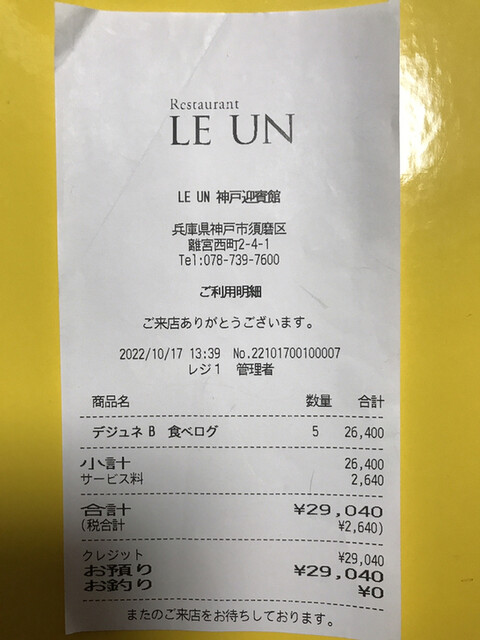 Restaurant
LE UN
LE UN 神戸迎賓館
兵庫県神戸市須磨区
離宮西町2-4-1
Tel:078-739-7600
ご利用明細
ご来店ありがとうございます。
2022/10/17 13:39 No.22101700100007
レジ1 管理者
商品名 数量 合計
デジュネ B 食べログ 5 26,400
小計 26,400
サービス料 2,640
合計 ¥29,040
(税合計 ¥2,640)
クレジット ¥29,040
お預り ¥29,040
お釣り ¥0
またのご来店をお待ちしております。